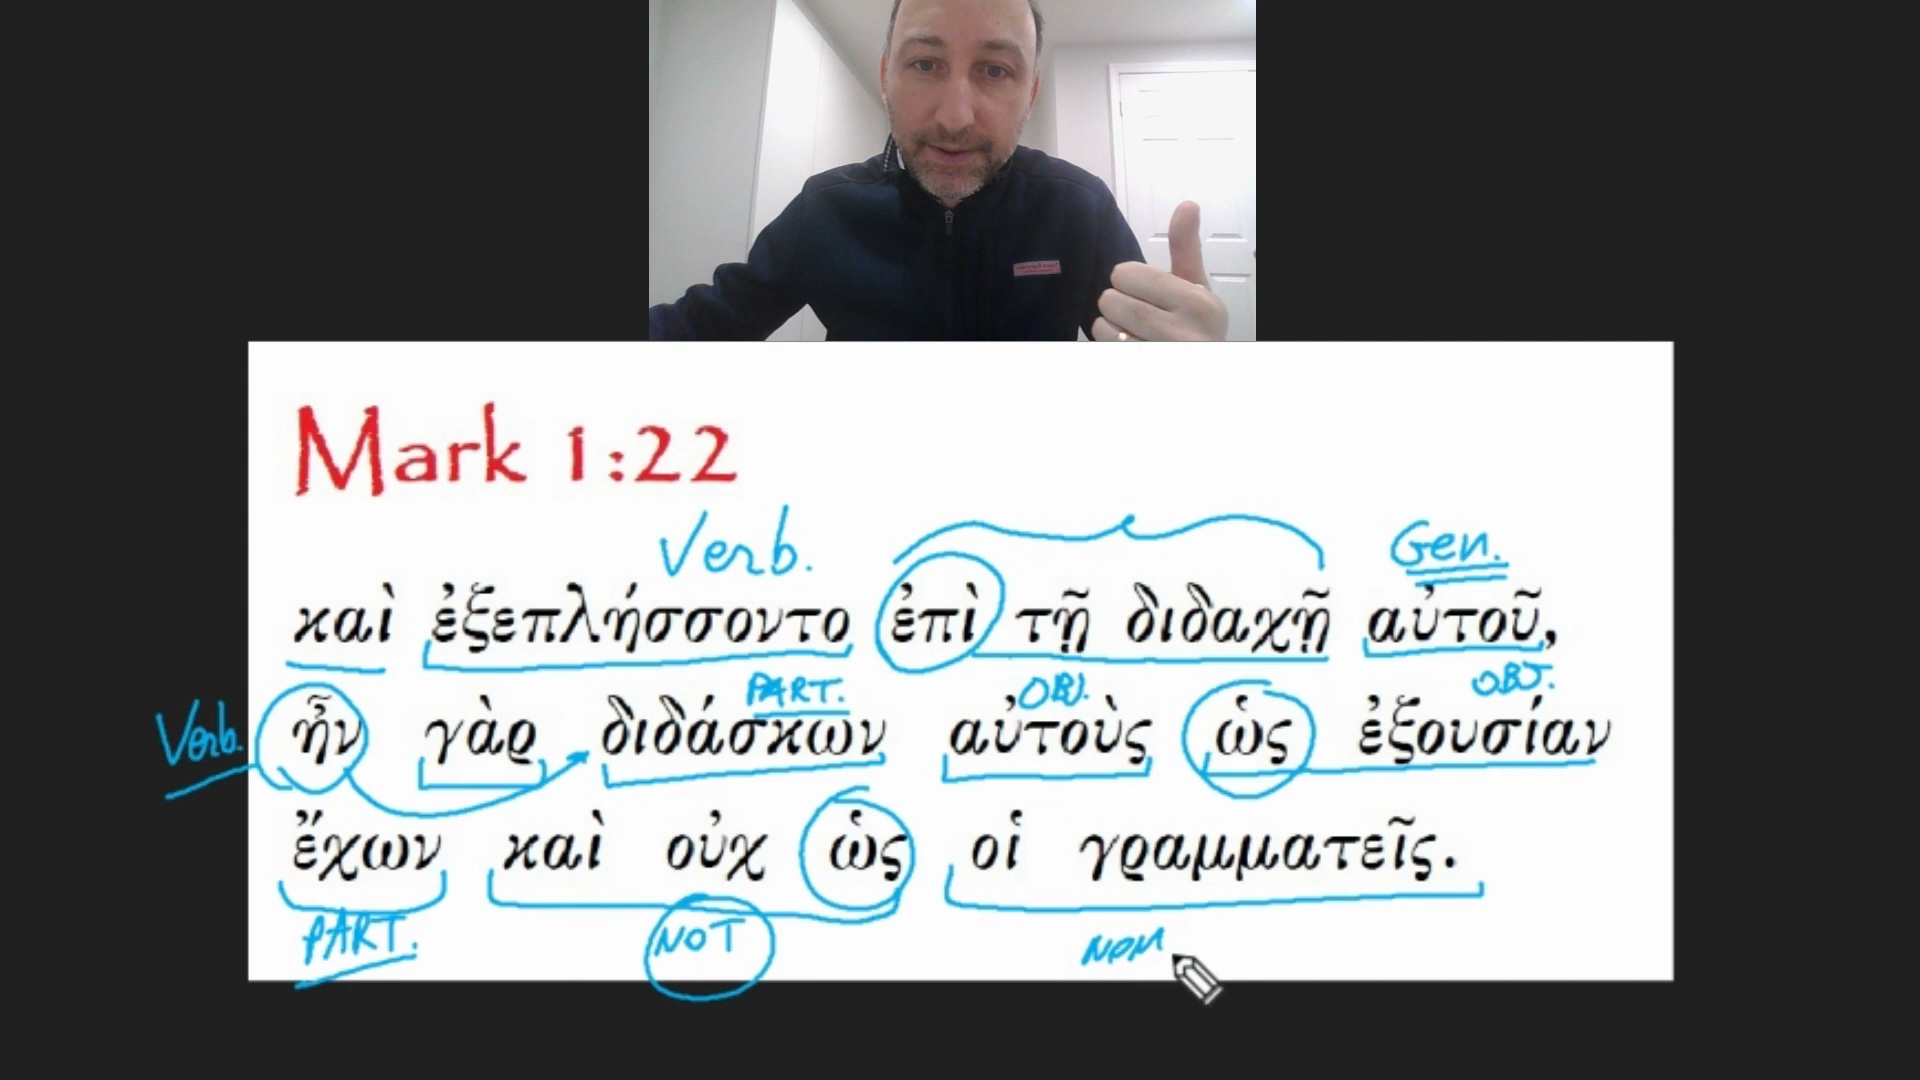 Mark 1:22
Verb.
Gen.
καὶ ἐξεπλήσσοντο ἐπὶ τῇ διδαχῇ αὐτοῦ,
PART. OBJ. OBJ.
Verb. ἦν γὰρ διδάσκων αὐτοὺς ὡς ἐξουσίαν
ἔχων καὶ οὐχ ὡς οἱ γραμματεῖς.
PART. NOT NOM